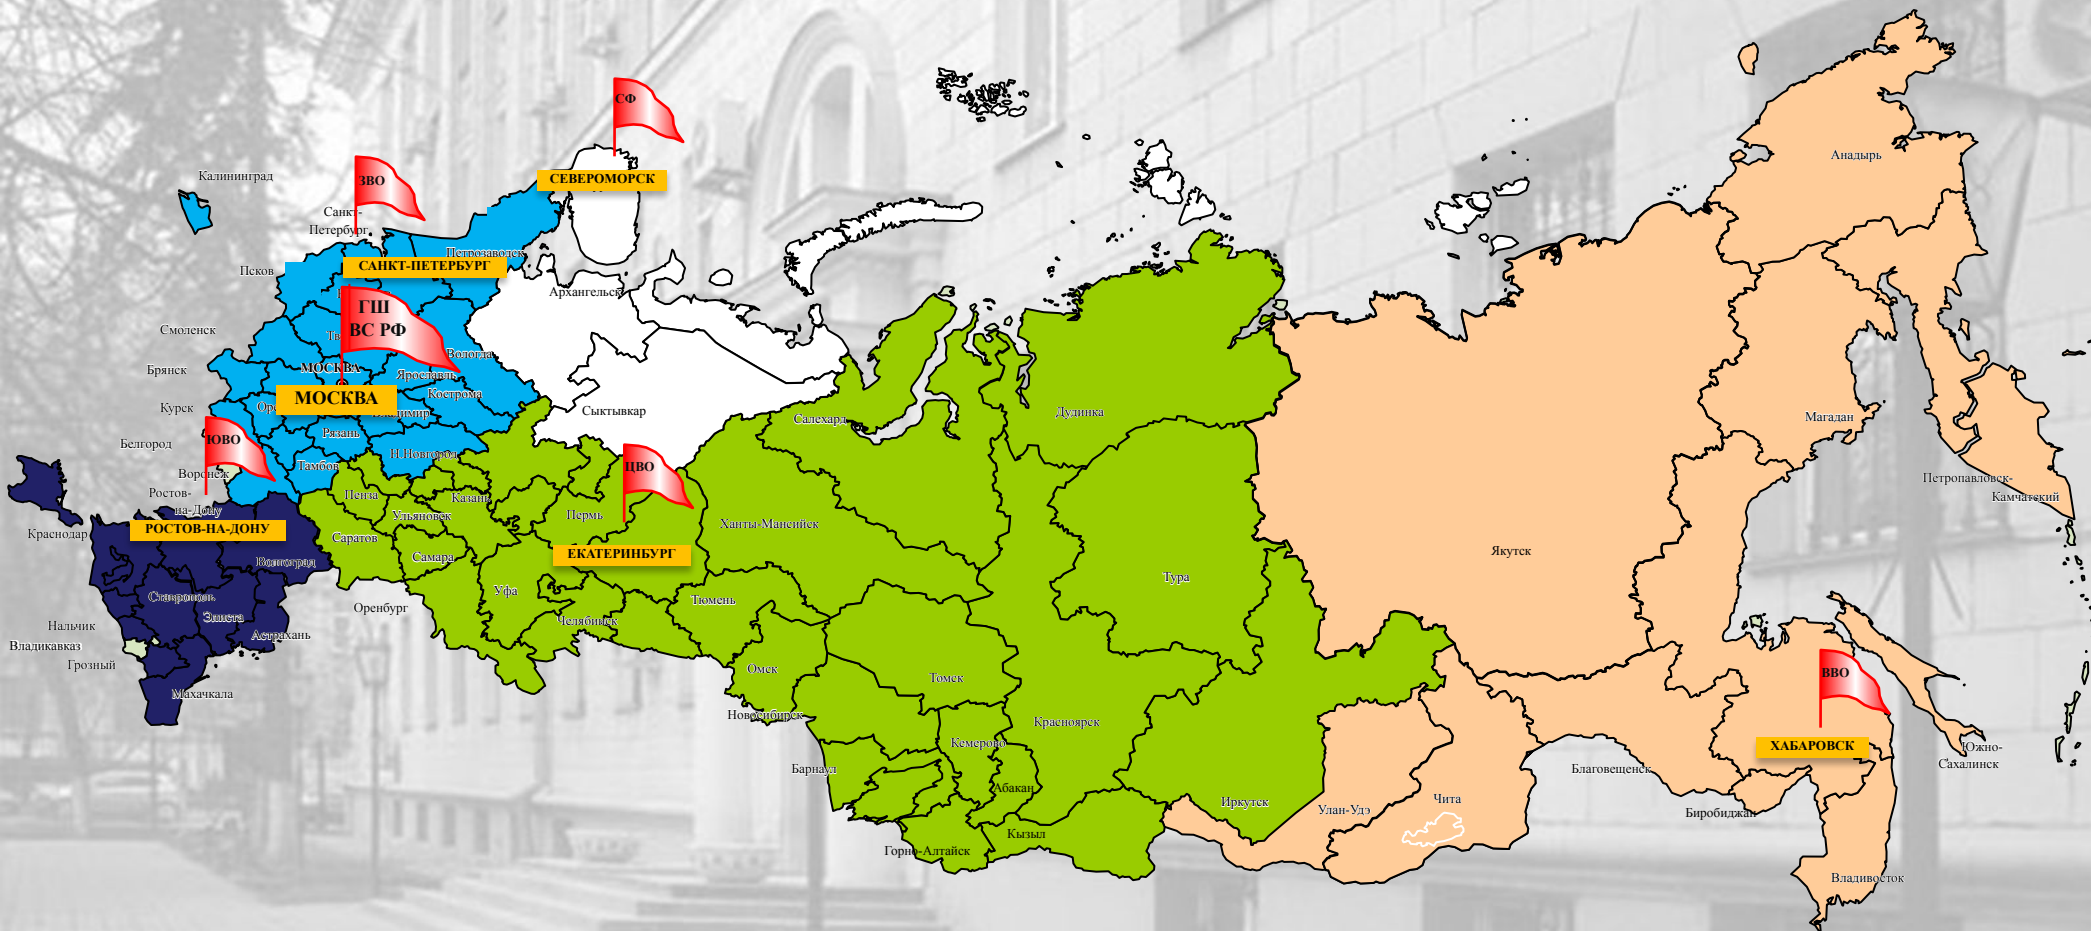 СФ
Калининград
ЗВО
СЕВЕРОМОРСК
Санкт-
Петербург
Псков
Петрозаводск
САНКТ-ПЕТЕРБУРГ
Архангельск
ГШ
ВС РФ
Смоленск
Вологда
Брянск
МОСКВА
Ярославль
Кострома
МОСКВА
Курск
Рязань
Белгород
ЮВО
Н Новгород
Сыктывкар
Салехард
Дудинка
Анадырь
Магадан
Воронеж
Тамбов
ЦВО
Ростов-
на-Дону
Пенза
Казань
Ульяновск
Пермь
Ханты-Мансийск
Петропавловск-
Камчатский
Краснодар
РОСТОВ-НА-ДОНУ
Саратов
Самара
ЕКАТЕРИНБУРГ
Якутск
Волгоград
Тура
Ставрополь
Элиста
Оренбург
Уфа
Челябинск
Тюмень
Нальчик
Владикавказ
Грозный
Астрахань
Махачкала
Омск
Томск
Новосибирск
Красноярск
Кемерово
ВВО
ХАБАРОВСК
Южно-
Сахалинск
Барнаул
Абакан
Благовещенск
Иркутск
Улан-Удэ
Чита
Биробиджан
Кызыл
Горно-Алтайск
Владивосток